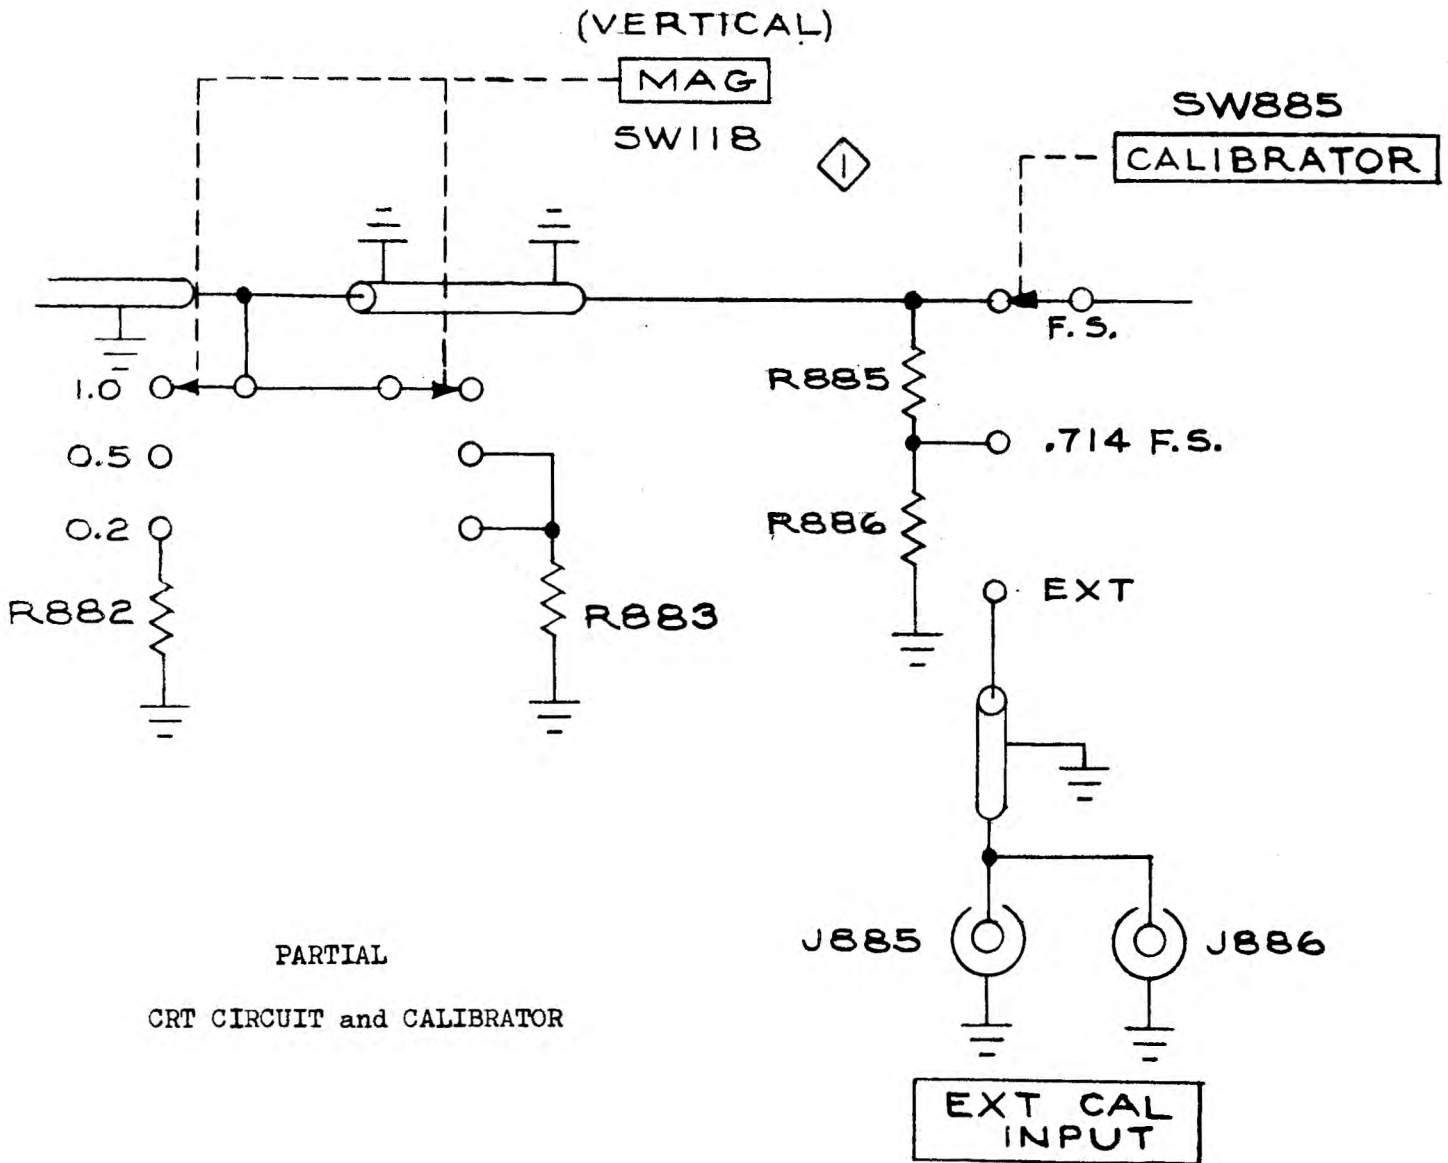 (VERTICAL)
MAG
SW118
1
SW885
CALIBRATOR
F.S.
1.0
0.5
0.2
R882
R883
R885
.714 F.S.
R886
EXT
J885
J886
PARTIAL
CRT CIRCUIT and CALIBRATOR
EXT CAL
INPUT